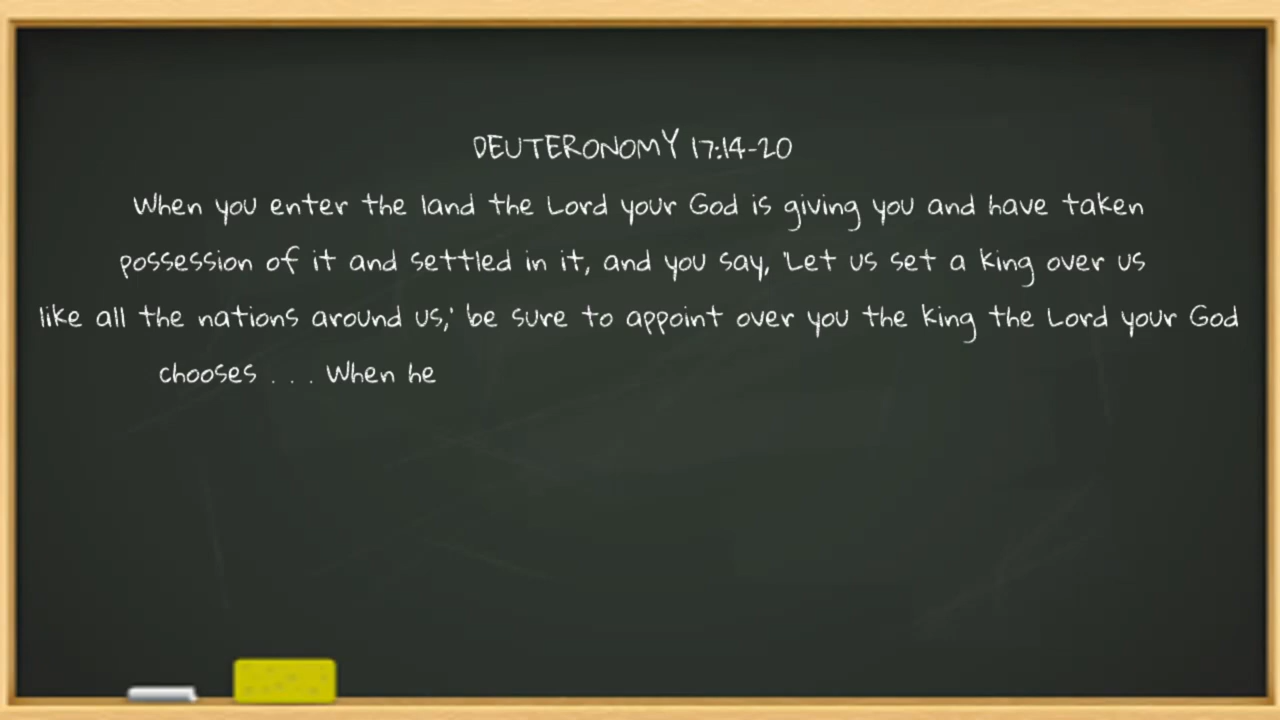 DEUTERONOMY 17:14-20
When you enter the land the Lord your God is giving you and have taken
possession of it and settled in it, and you say, 'Let us set a king over us
like all the nations around us,' be sure to appoint over you the king the Lord your God
chooses . . . When he